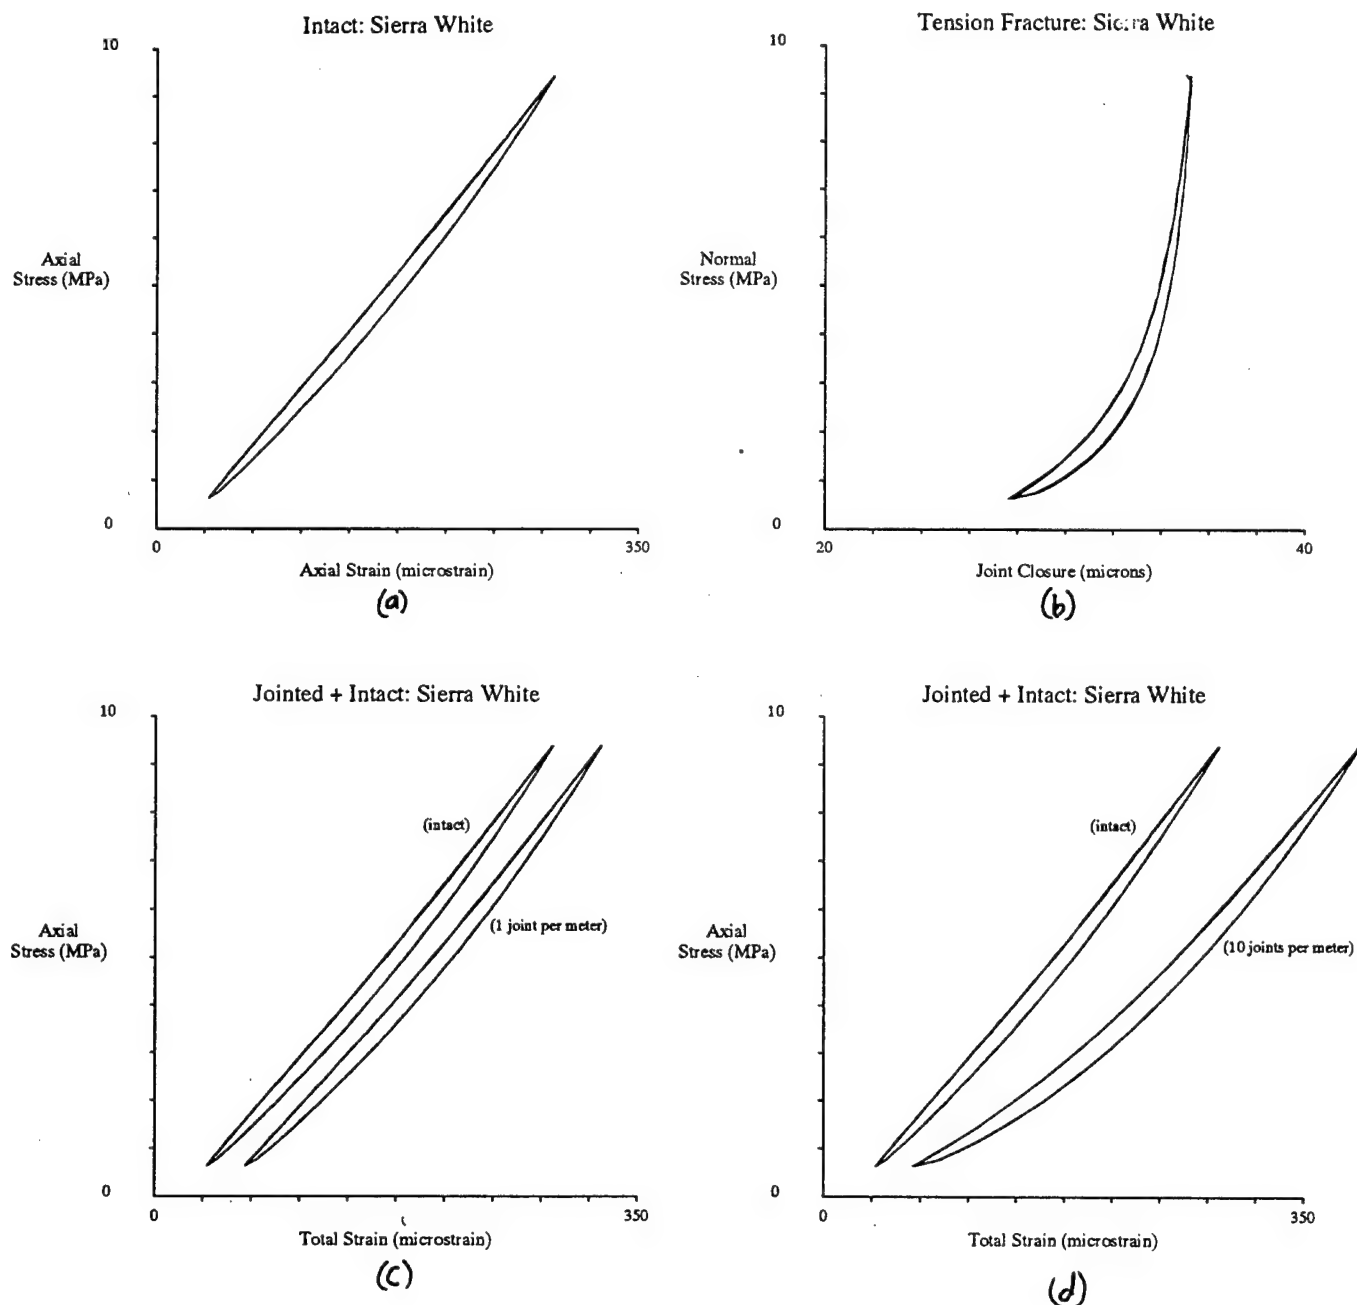 Intact: Sierra White
10
Axial
Stress (MPa)
0
0
350
Axial Strain (microstrain)
(a)
Tension Fracture: Sierra White
10
Normal
Stress (MPa)
0
20
40
Joint Closure (microns)
(b)
Jointed + Intact: Sierra White
10
(intact)
(1 joint per meter)
Axial
Stress (MPa)
0
0
350
Total Strain (microstrain)
(c)
Jointed + Intact: Sierra White
10
(intact)
(10 joints per meter)
Axial
Stress (MPa)
0
0
350
Total Strain (microstrain)
(d)